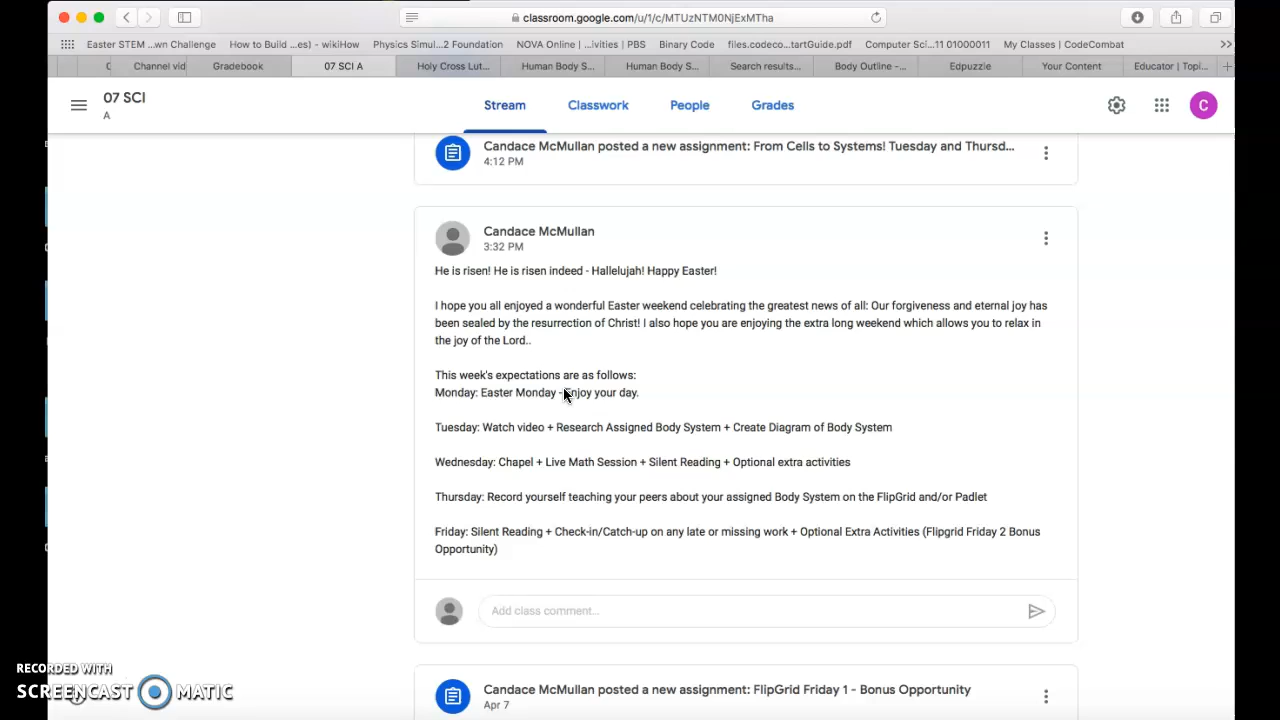 classroom.google.com/u/1/c/MTUzNTM0NjExMTha
Easter STEM ...wn Challenge How to Build ...es) - wikiHow Physics Simul...2 Foundation NOVA Online | ...ivities | PBS Binary Code files.codeco...tartGuide.pdf Computer Sci...11 01000011 My Classes | CodeCombat
Channel vid Gradebook 07 SCI A Holy Cross Lut... Human Body S... Human Body S... Search results... Body Outline -... Edpuzzle Your Content Educator | Topi...
07 SCI
A
Stream Classwork People Grades
C
Candace McMullan posted a new assignment: From Cells to Systems! Tuesday and Thursd...
4:12 PM
Candace McMullan
3:32 PM
He is risen! He is risen indeed - Hallelujah! Happy Easter!
I hope you all enjoyed a wonderful Easter weekend celebrating the greatest news of all: Our forgiveness and eternal joy has
been sealed by the resurrection of Christ! I also hope you are enjoying the extra long weekend which allows you to relax in
the joy of the Lord..
This week's expectations are as follows:
Monday: Easter Monday - Enjoy your day.
Tuesday: Watch video + Research Assigned Body System + Create Diagram of Body System
Wednesday: Chapel + Live Math Session + Silent Reading + Optional extra activities
Thursday: Record yourself teaching your peers about your assigned Body System on the FlipGrid and/or Padlet
Friday: Silent Reading + Check-in/Catch-up on any late or missing work + Optional Extra Activities (Flipgrid Friday 2 Bonus
Opportunity)
Add class comment...
Candace McMullan posted a new assignment: FlipGrid Friday 1 - Bonus Opportunity
Apr 7
RECORDED WITH
SCREENCAST MATIC